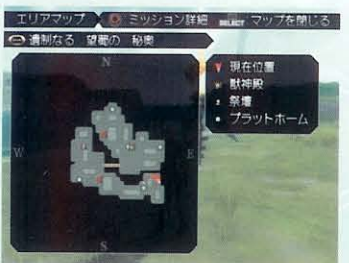 エリアマップ ミッション詳細 SELECT マップを閉じる
遺制なる 望範の 秘奥
N
W E
S
現在位置
獣神殿
祭壇
プラットホーム